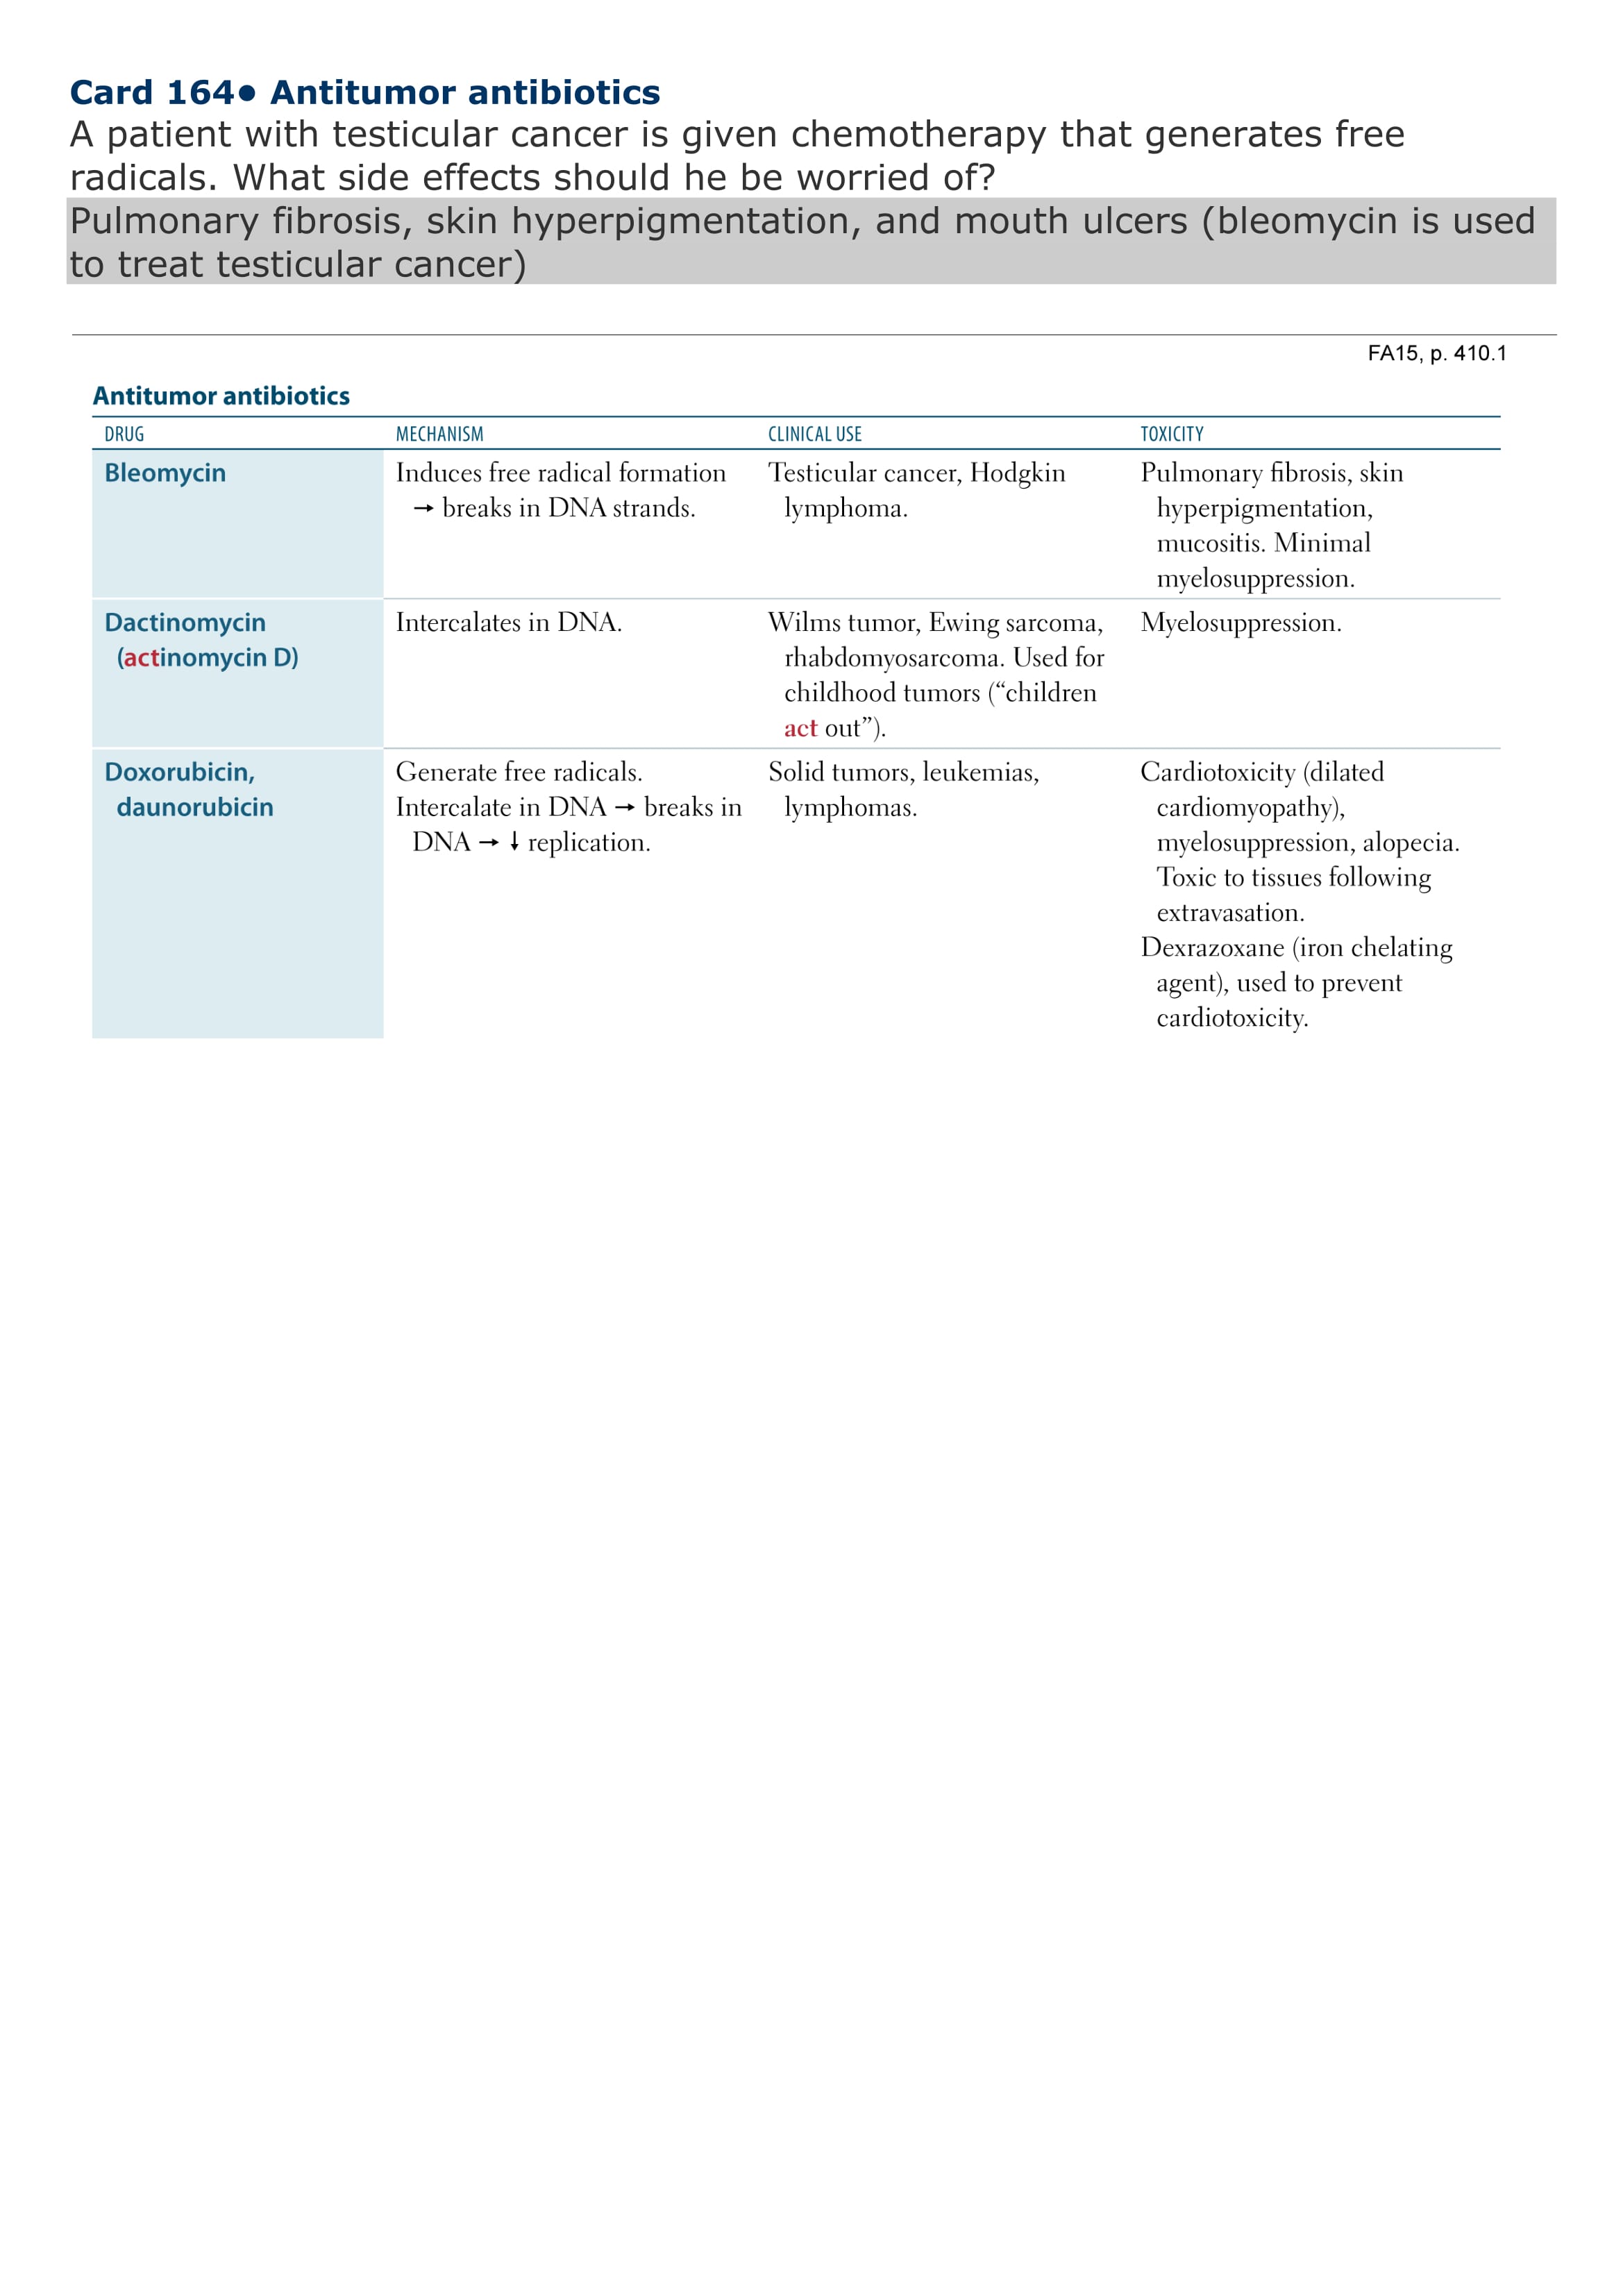 Card 164• Antitumor antibiotics
A patient with testicular cancer is given chemotherapy that generates free
radicals. What side effects should he be worried of?
Pulmonary fibrosis, skin hyperpigmentation, and mouth ulcers (bleomycin is used
to treat testicular cancer)
FA15, p. 410.1
Antitumor antibiotics
DRUG MECHANISM CLINICAL USE TOXICITY
Bleomycin
Induces free radical formation
→ breaks in DNA strands.
Testicular cancer, Hodgkin
lymphoma.
Pulmonary fibrosis, skin
hyperpigmentation,
mucositis. Minimal
myelosuppression.
Dactinomycin
(actinomycin D)
Intercalates in DNA.
Wilms tumor, Ewing sarcoma,
rhabdomyosarcoma. Used for
childhood tumors (“children
act out”).
Myelosuppression.
Doxorubicin,
daunorubicin
Generate free radicals.
Intercalate in DNA → breaks in
DNA → ↓ replication.
Solid tumors, leukemias,
lymphomas.
Cardiotoxicity (dilated
cardiomyopathy),
myelosuppression, alopecia.
Toxic to tissues following
extravasation.
Dexrazoxane (iron chelating
agent), used to prevent
cardiotoxicity.